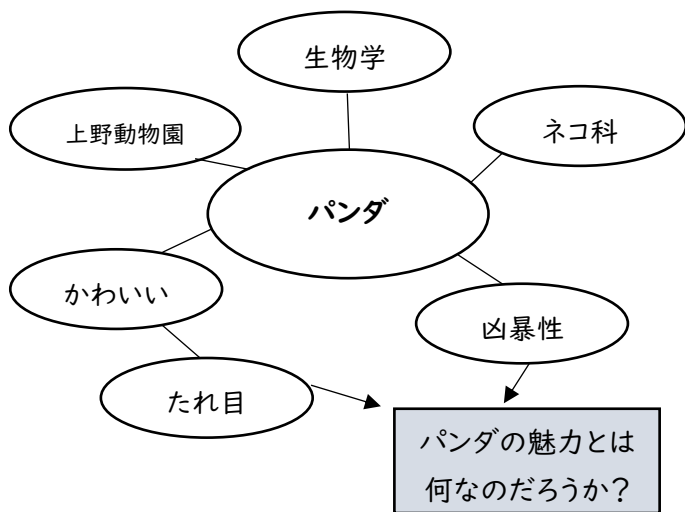 生物学
上野動物園
ネコ科
パンダ
かわいい
凶暴性
たれ目
パンダの魅力とは
何なのだろうか？